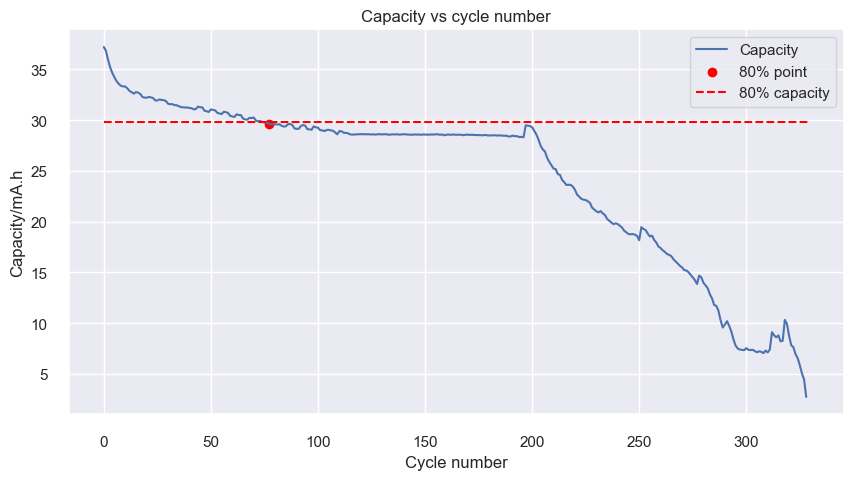 Capacity vs cycle number
Capacity
80% point
80% capacity
Capacity/mA.h
35
30
25
20
15
10
5
0
50
100
150
200
250
300
Cycle number